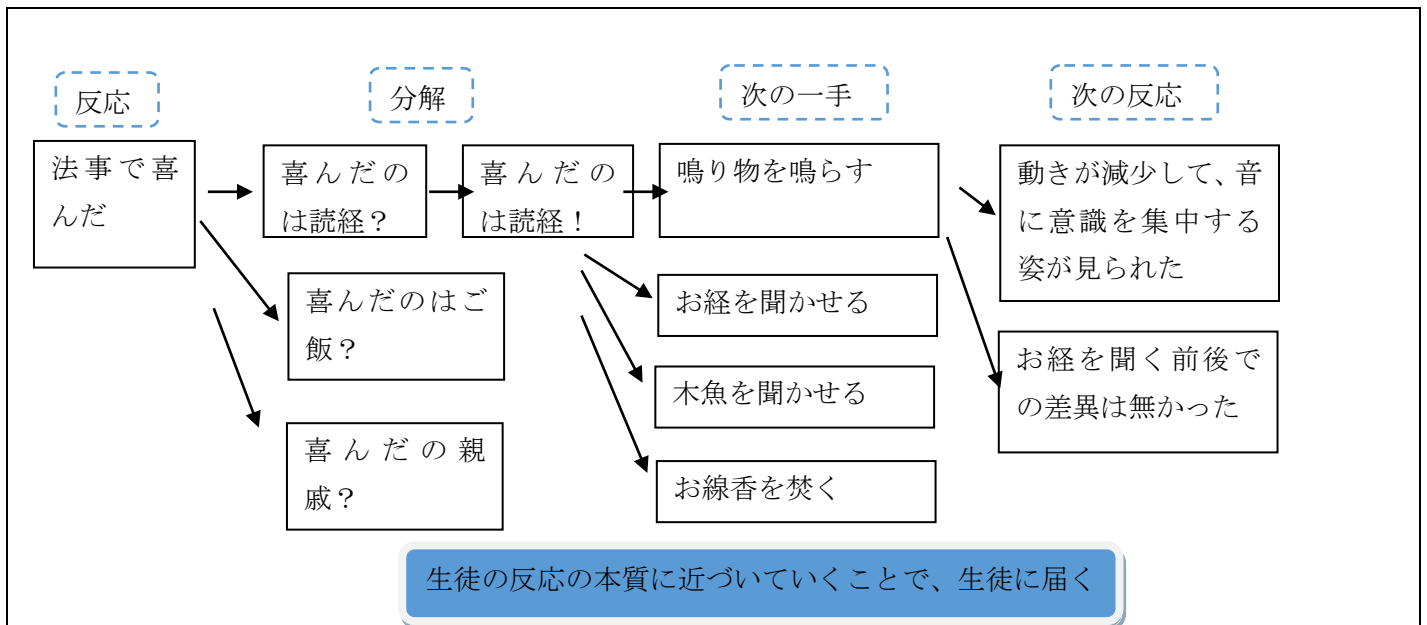 反応
分解
次の一手
次の反応
法事で喜
んだ
喜んだの
は読経？
喜んだの
は読経！
鳴り物を鳴らす
動きが減少して、音
に意識を集中する
姿が見られた
喜んだのはご
飯？
お経を聞かせる
お経を聞く前後で
の差異は無かった
木魚を聞かせる
喜んだの親
戚？
お線香を焚く
生徒の反応の本質に近づいていくことで、生徒に届く